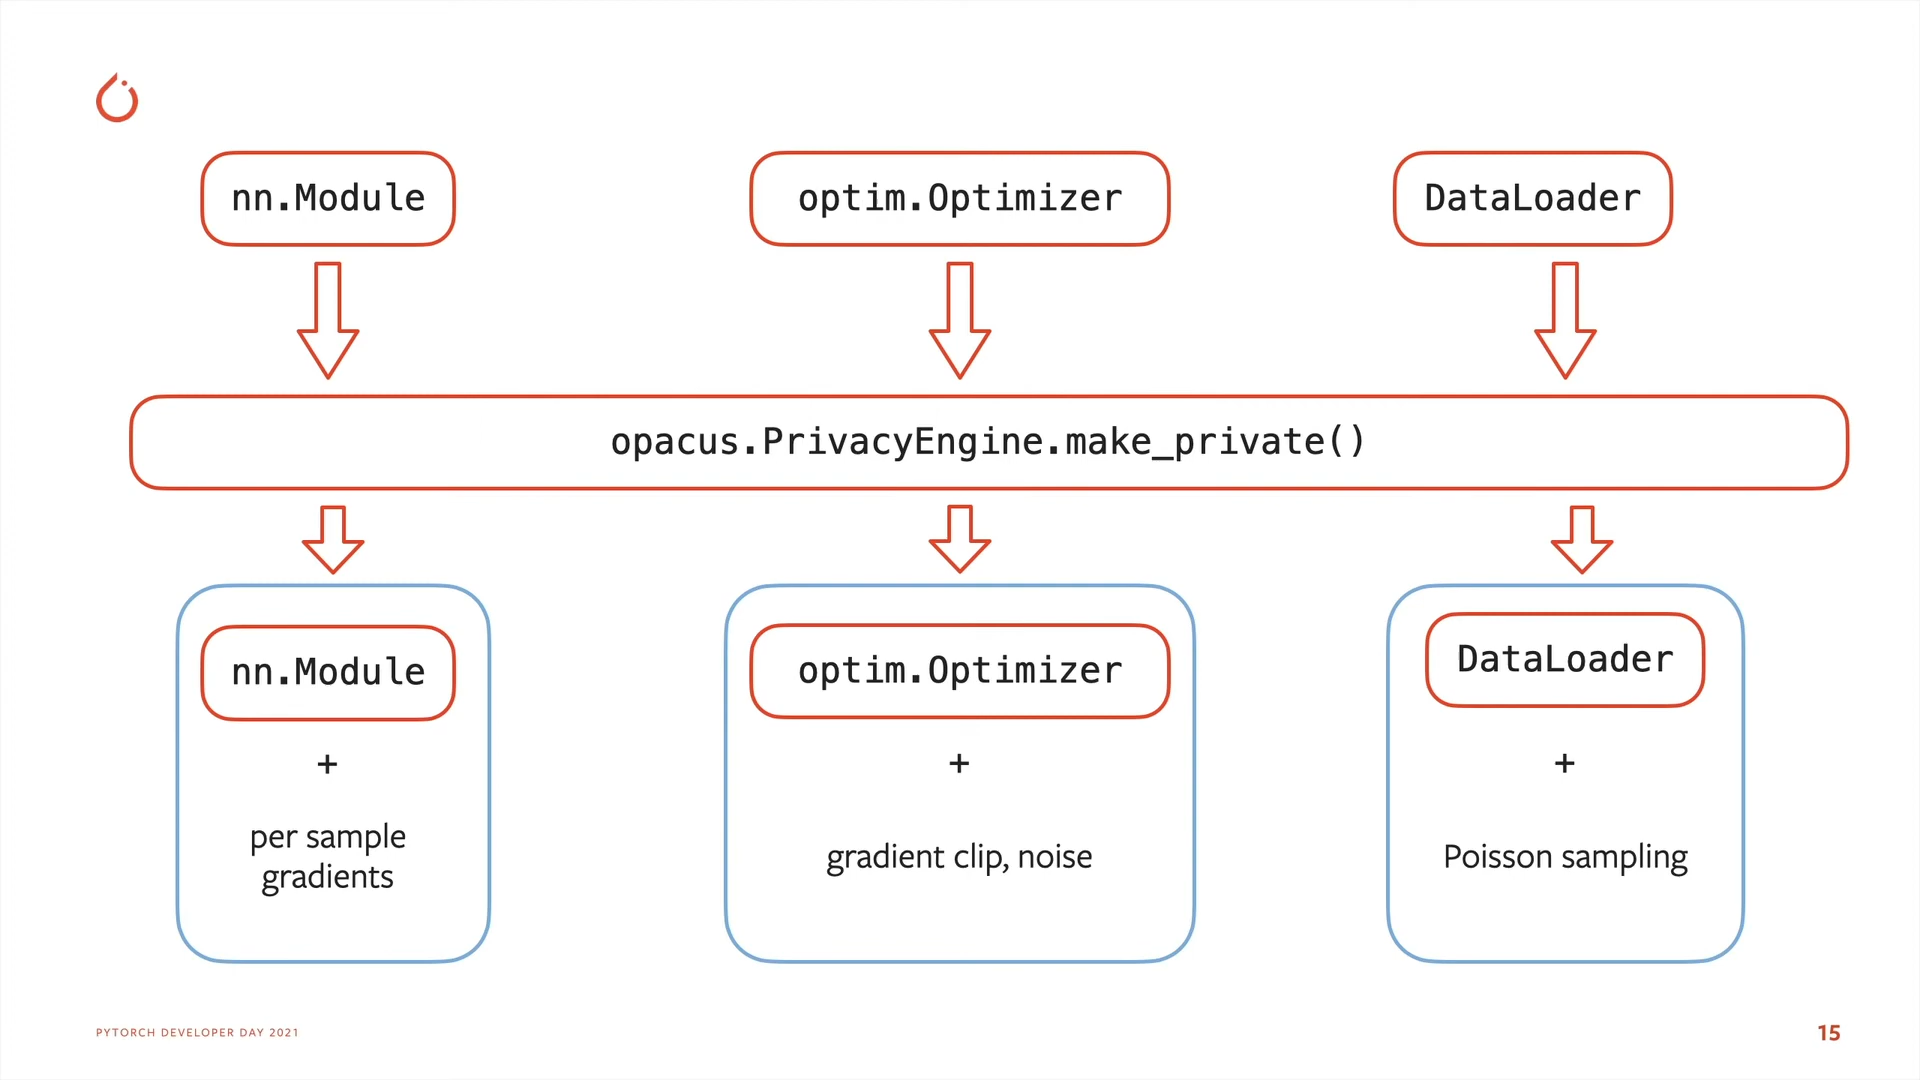 nn.Module
optim.Optimizer
DataLoader
opacus.PrivacyEngine.make_private()
nn.Module
+
per sample
gradients
optim.Optimizer
+
gradient clip, noise
DataLoader
+
Poisson sampling
PYTORCH DEVELOPER DAY 2021
15